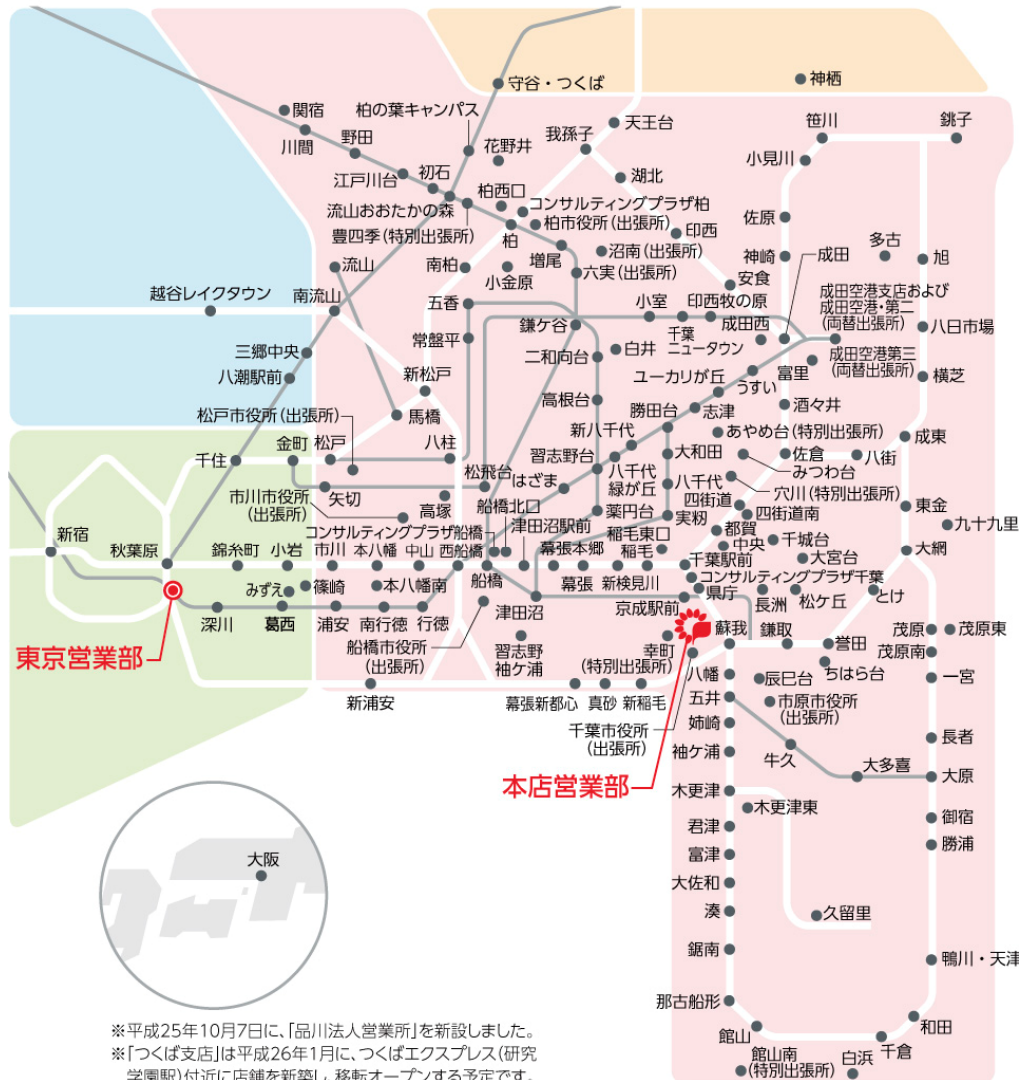 守谷・つくば
神栖
関宿
柏の葉キャンパス
川間
野田
花野井
我孫子
天王台
笹川
銚子
小見川
江戸川台
初石
柏西口
湖北
コンサルティングプラザ柏
流山おおたかの森
柏市役所(出張所)
佐原
豊四季(特別出張所)
柏
印西
沼南(出張所)
増尾
神崎
成田
多古
旭
流山
南柏
小金原
六実(出張所)
安食
越谷レイクタウン
南流山
五香
小室
印西牧の原
成田空港支店および
成田空港・第二
(両替出張所)
鎌ケ谷
千葉
ニュータウン
成田西
八日市場
常盤平
三郷中央
二和向台
白井
成田空港第三
(両替出張所)
富里
八潮駅前
新松戸
ユーカリが丘
うすい
横芝
松戸市役所(出張所)
馬橋
高根台
勝田台
志津
酒々井
新八千代
あやめ台(特別出張所)
成東
金町
松戸
八柱
千住
習志野台
大和田
佐倉
八街
みつわ台
松飛台
はざま
八千代
緑が丘
八千代
穴川(特別出張所)
矢切
高塚
四街道
市川市役所
(出張所)
船橋北口
薬円台
実籾
四街道南
東金
九十九里
コンサルティングプラザ船橋
津田沼駅前
稲毛東口
都賀
千城台
新宿
秋葉原
錦糸町
小岩
市川
本八幡
中山
西船橋
幕張本郷
稲毛
中央
千葉駅前
大宮台
大網
船橋
幕張
新検見川
コンサルティングプラザ千葉
みずえ
篠崎
本八幡南
県庁
長洲
松ケ丘
とけ
深川
葛西
浦安
南行徳
行徳
津田沼
京成駅前
東京営業部
船橋市役所
(出張所)
習志野
袖ケ浦
幸町
(特別出張所)
蘇我
鎌取
誉田
茂原
茂原東
茂原南
ちはら台
八幡
辰巳台
一宮
新浦安
幕張新都心
真砂
新稲毛
五井
市原市役所
(出張所)
千葉市役所
(出張所)
姉崎
長者
袖ケ浦
牛久
大多喜
大原
本店営業部
木更津
木更津東
御宿
君津
勝浦
富津
大阪
大佐和
湊
久留里
鋸南
鴨川・天津
那古船形
館山
和田
千倉
館山南
(特別出張所)
白浜
※平成25年10月7日に、「品川法人営業所」を新設しました。
※「つくば支店」は平成26年1月に、つくばエクスプレス(研究
学園駅)付近に店舗を新築し、移転オープンする予定です。